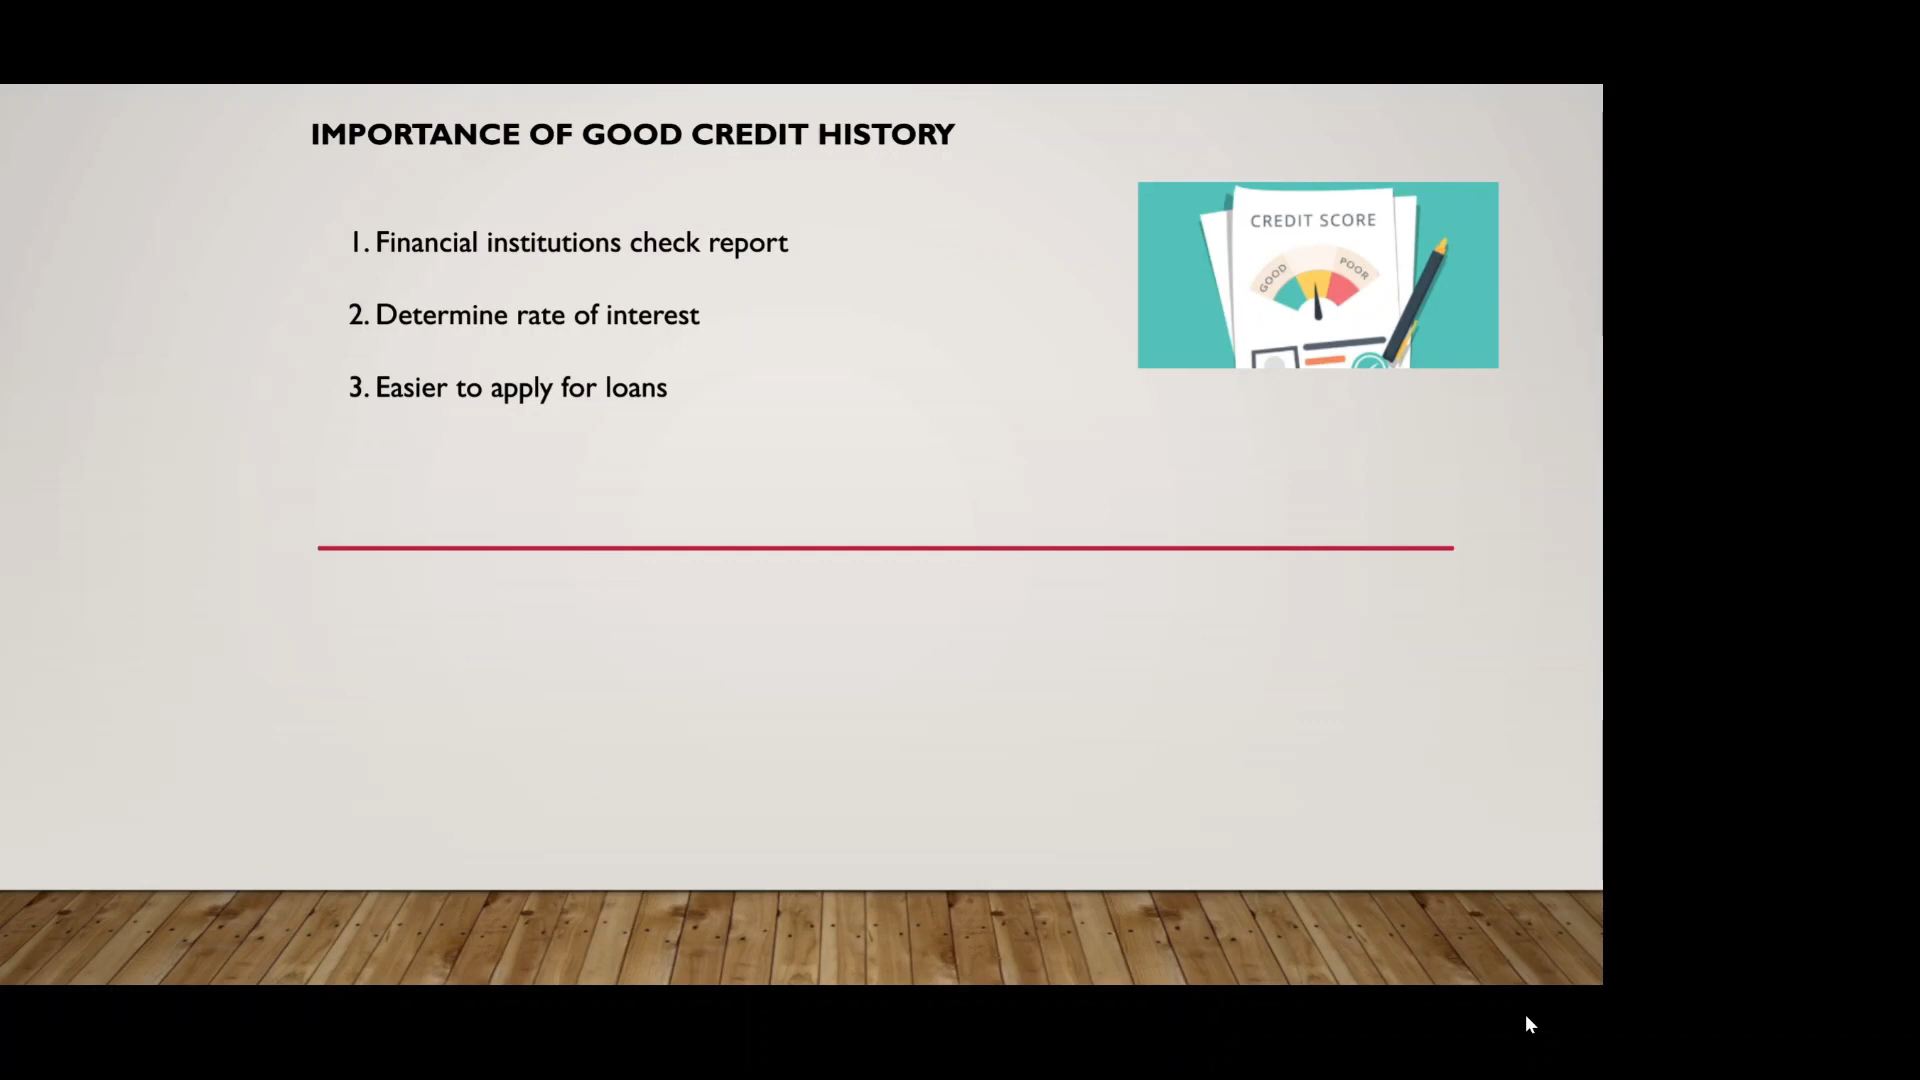 IMPORTANCE OF GOOD CREDIT HISTORY
1. Financial institutions check report
2. Determine rate of interest
3. Easier to apply for loans
CREDIT SCORE
GOOD
POOR